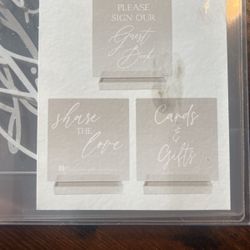 PLEASE
SIGN OUR
Guest
Book
share
THE
love
Cards
&
Gifts